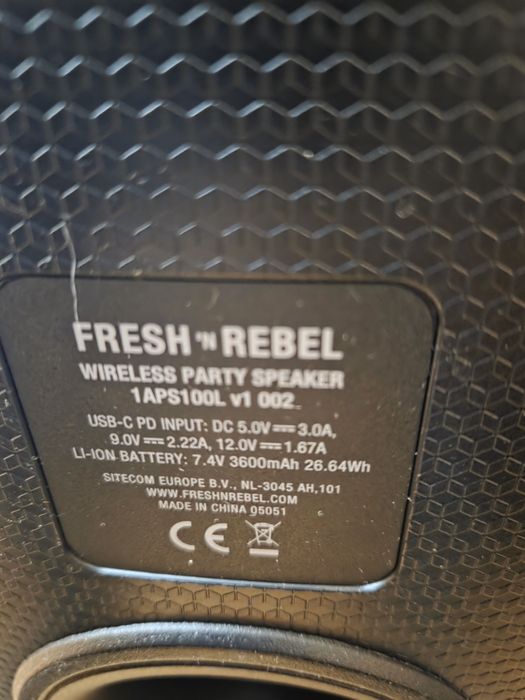 FRESH 'N REBEL
WIRELESS PARTY SPEAKER
1APS100L v1 002
USB-C PD INPUT: DC 5.0V⎓3.0A,
9.0V⎓2.22A, 12.0V⎓1.67A
LI-ION BATTERY: 7.4V 3600mAh 26.64Wh
SITECOM EUROPE B.V., NL-3045 AH,101
WWW.FRESHNREBEL.COM
MADE IN CHINA 05051
CE